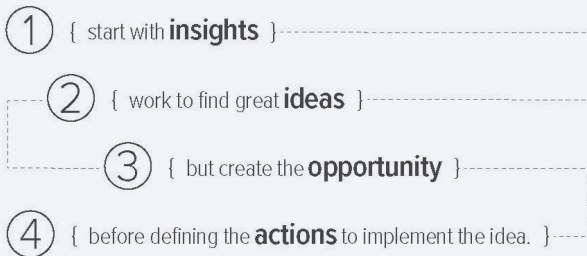 1 { start with insights }
2 { work to find great ideas }
3 { but create the opportunity }
4 { before defining the actions to implement the idea. }